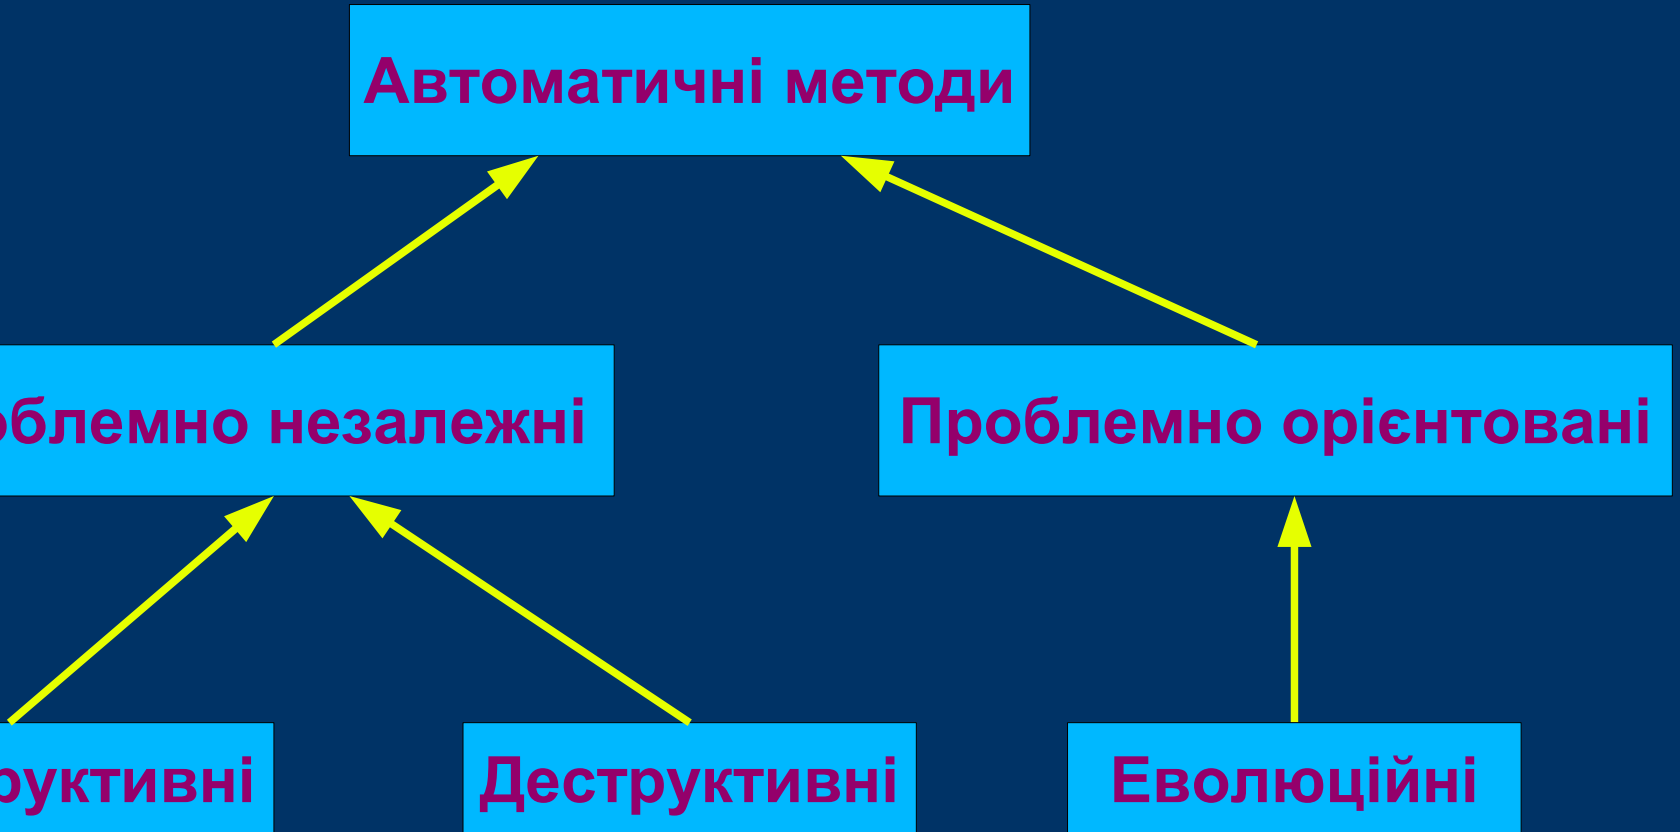 Автоматичні методи
облемно незалежні
Проблемно орієнтовані
руктивні
Деструктивні
Еволюційні